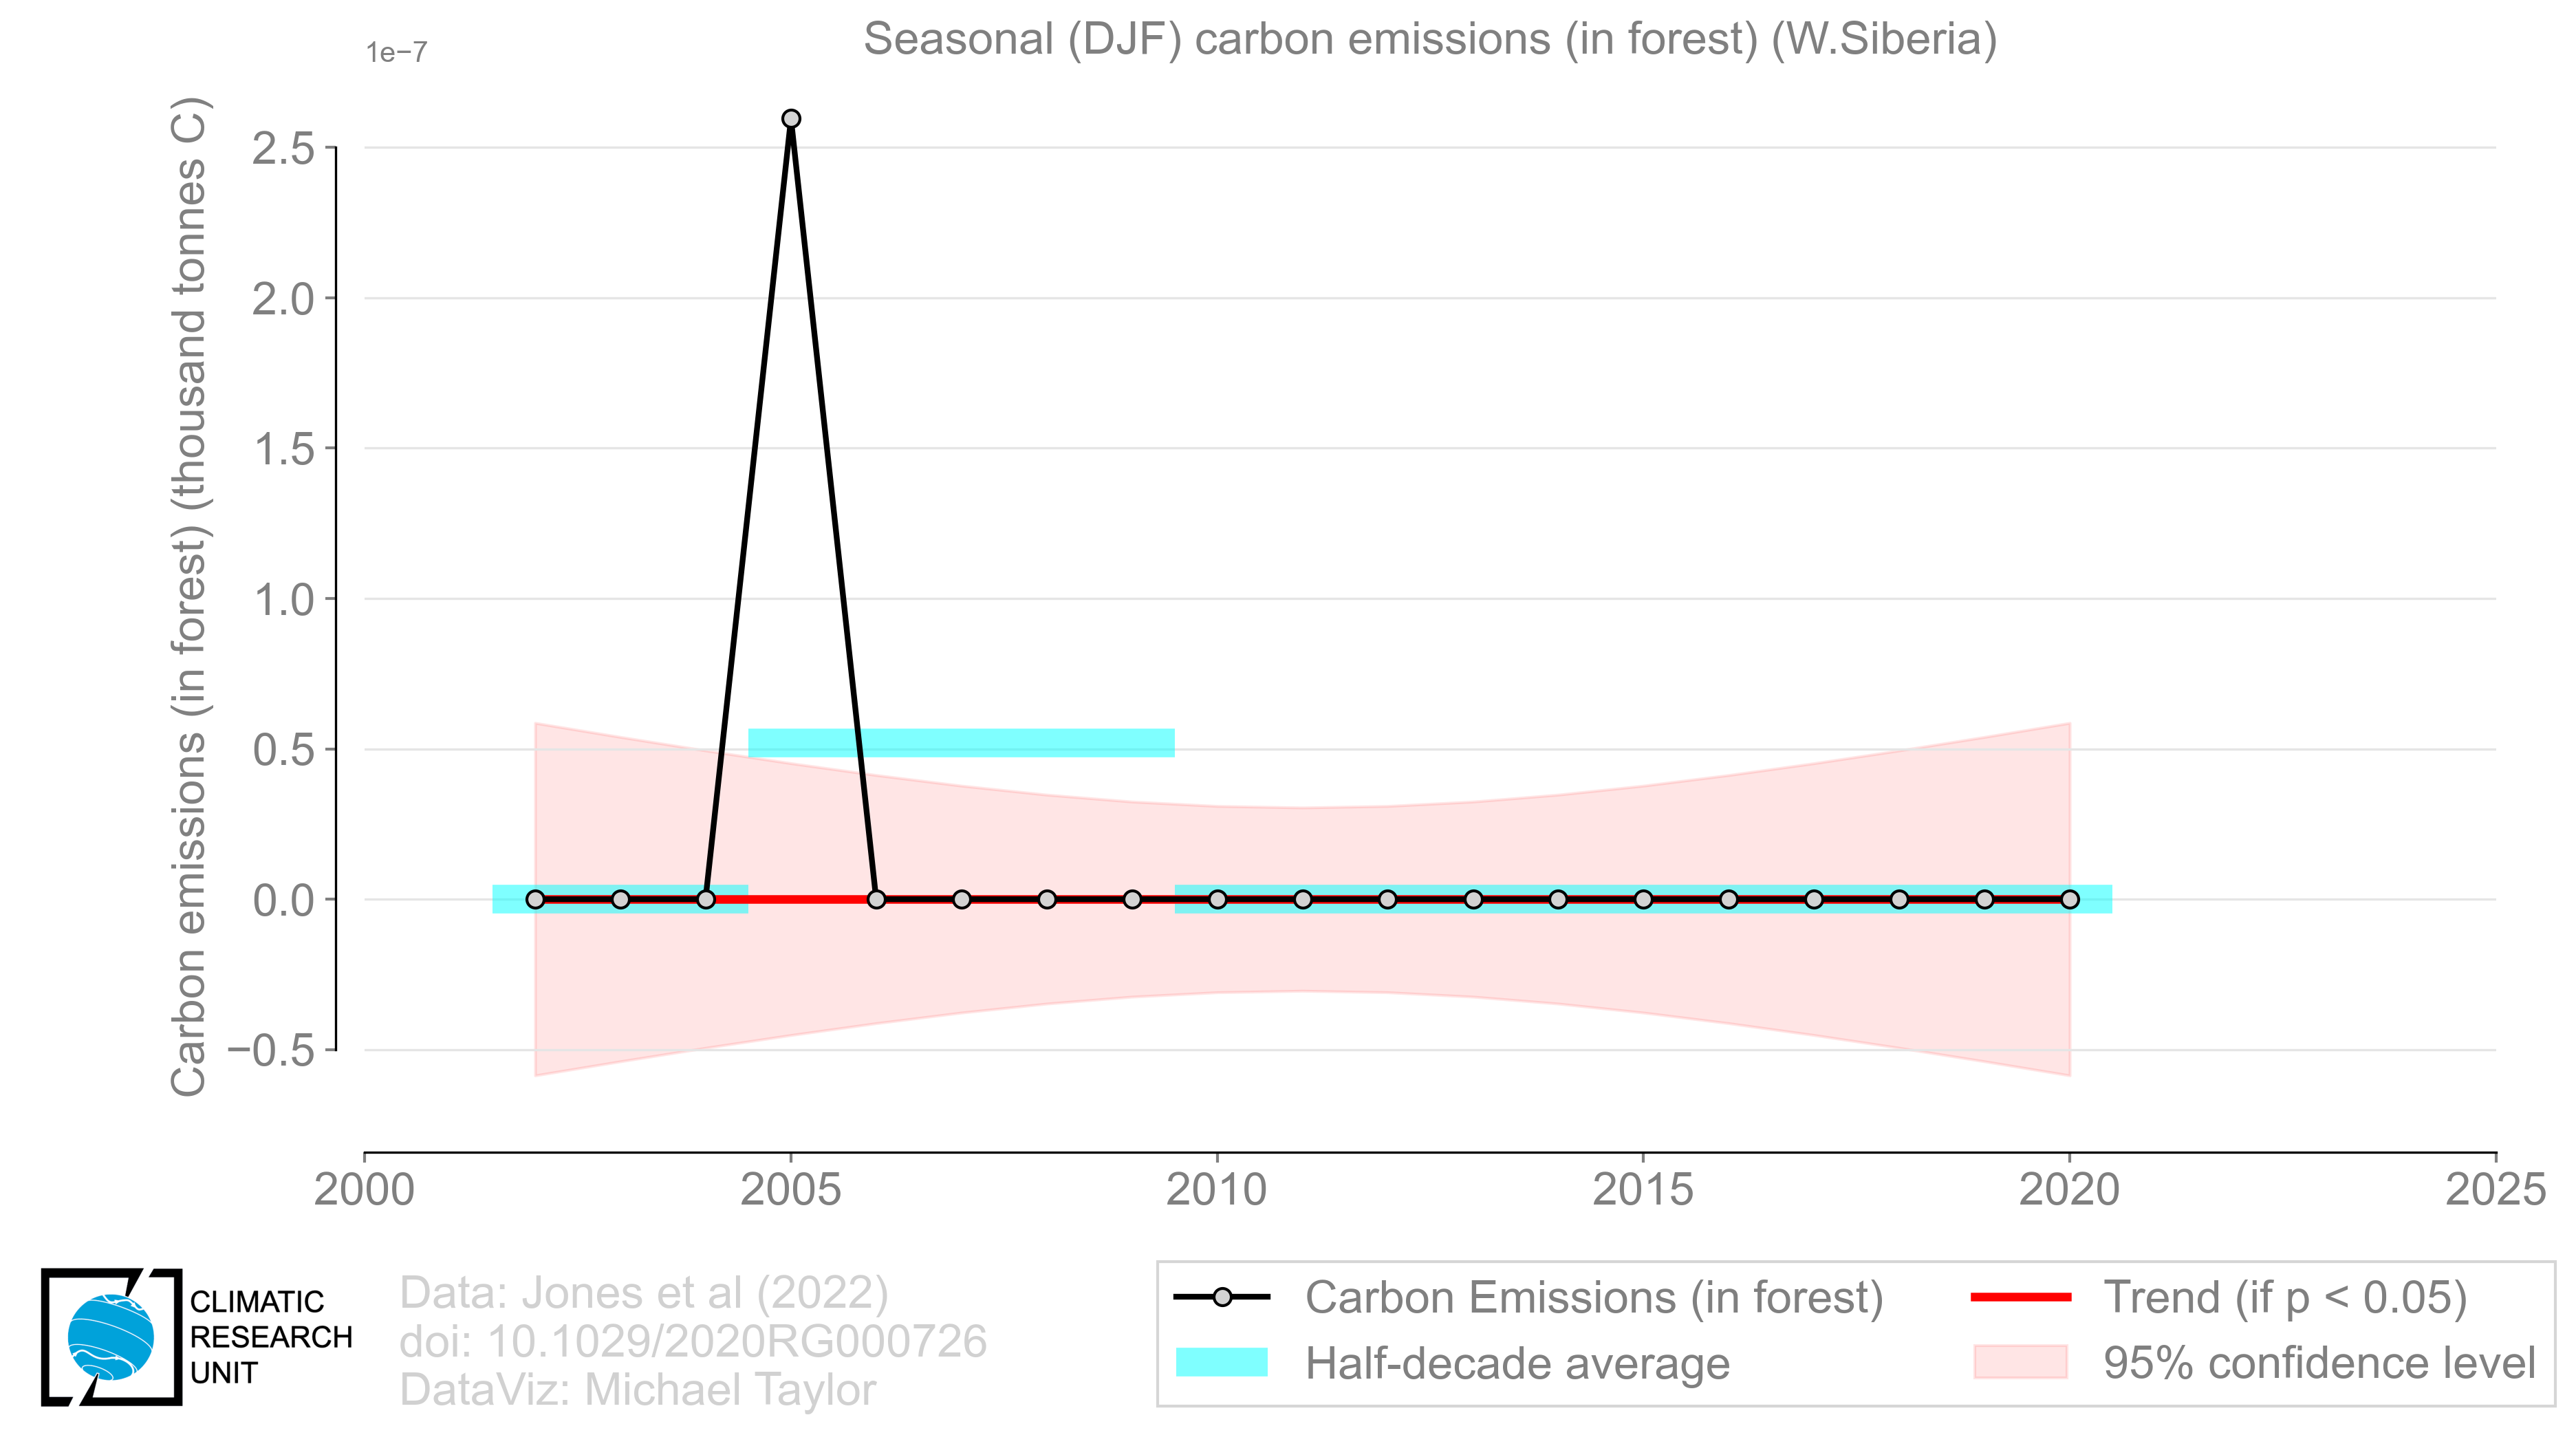 Seasonal (DJF) carbon emissions (in forest) (W.Siberia)
1e−7
Carbon emissions (in forest) (thousand tonnes C)
2.5
2.0
1.5
1.0
0.5
0.0
−0.5
2000 2005 2010 2015 2020 2025
CLIMATIC
RESEARCH
UNIT
Data: Jones et al (2022)
doi: 10.1029/2020RG000726
DataViz: Michael Taylor
Carbon Emissions (in forest)
Half-decade average
Trend (if p < 0.05)
95% confidence level